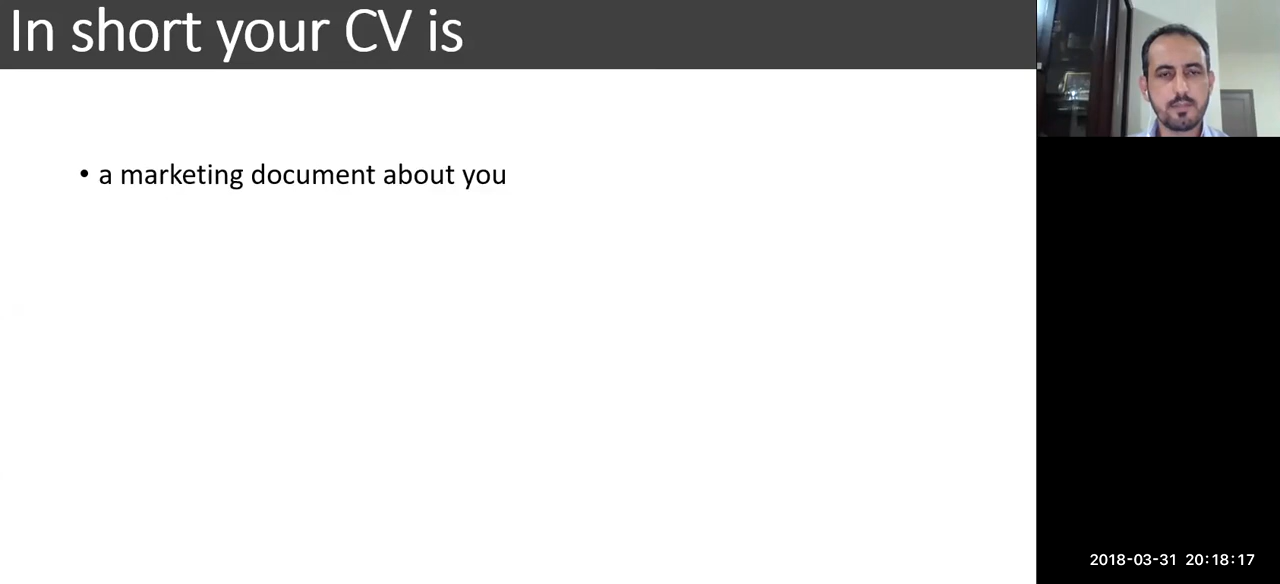 In short your CV is
• a marketing document about you
2018-03-31 20:18:17